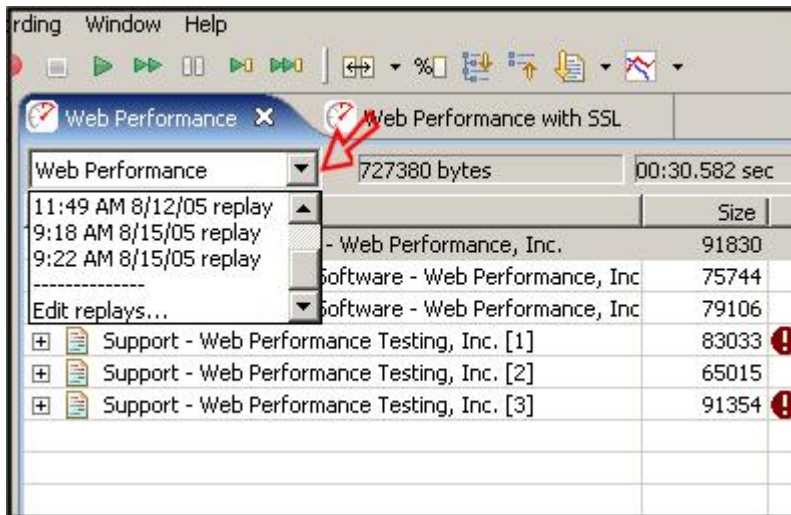 rding Window Help
%
Web Performance Web Performance with SSL
Web Performance 727380 bytes 00:30.582 sec
11:49 AM 8/12/05 replay Size
9:18 AM 8/15/05 replay - Web Performance, Inc. 91830
9:22 AM 8/15/05 replay Software - Web Performance, Inc 75744
--------------
Edit replays... Software - Web Performance, Inc 79106
Support - Web Performance Testing, Inc. [1] 83033
Support - Web Performance Testing, Inc. [2] 65015
Support - Web Performance Testing, Inc. [3] 91354